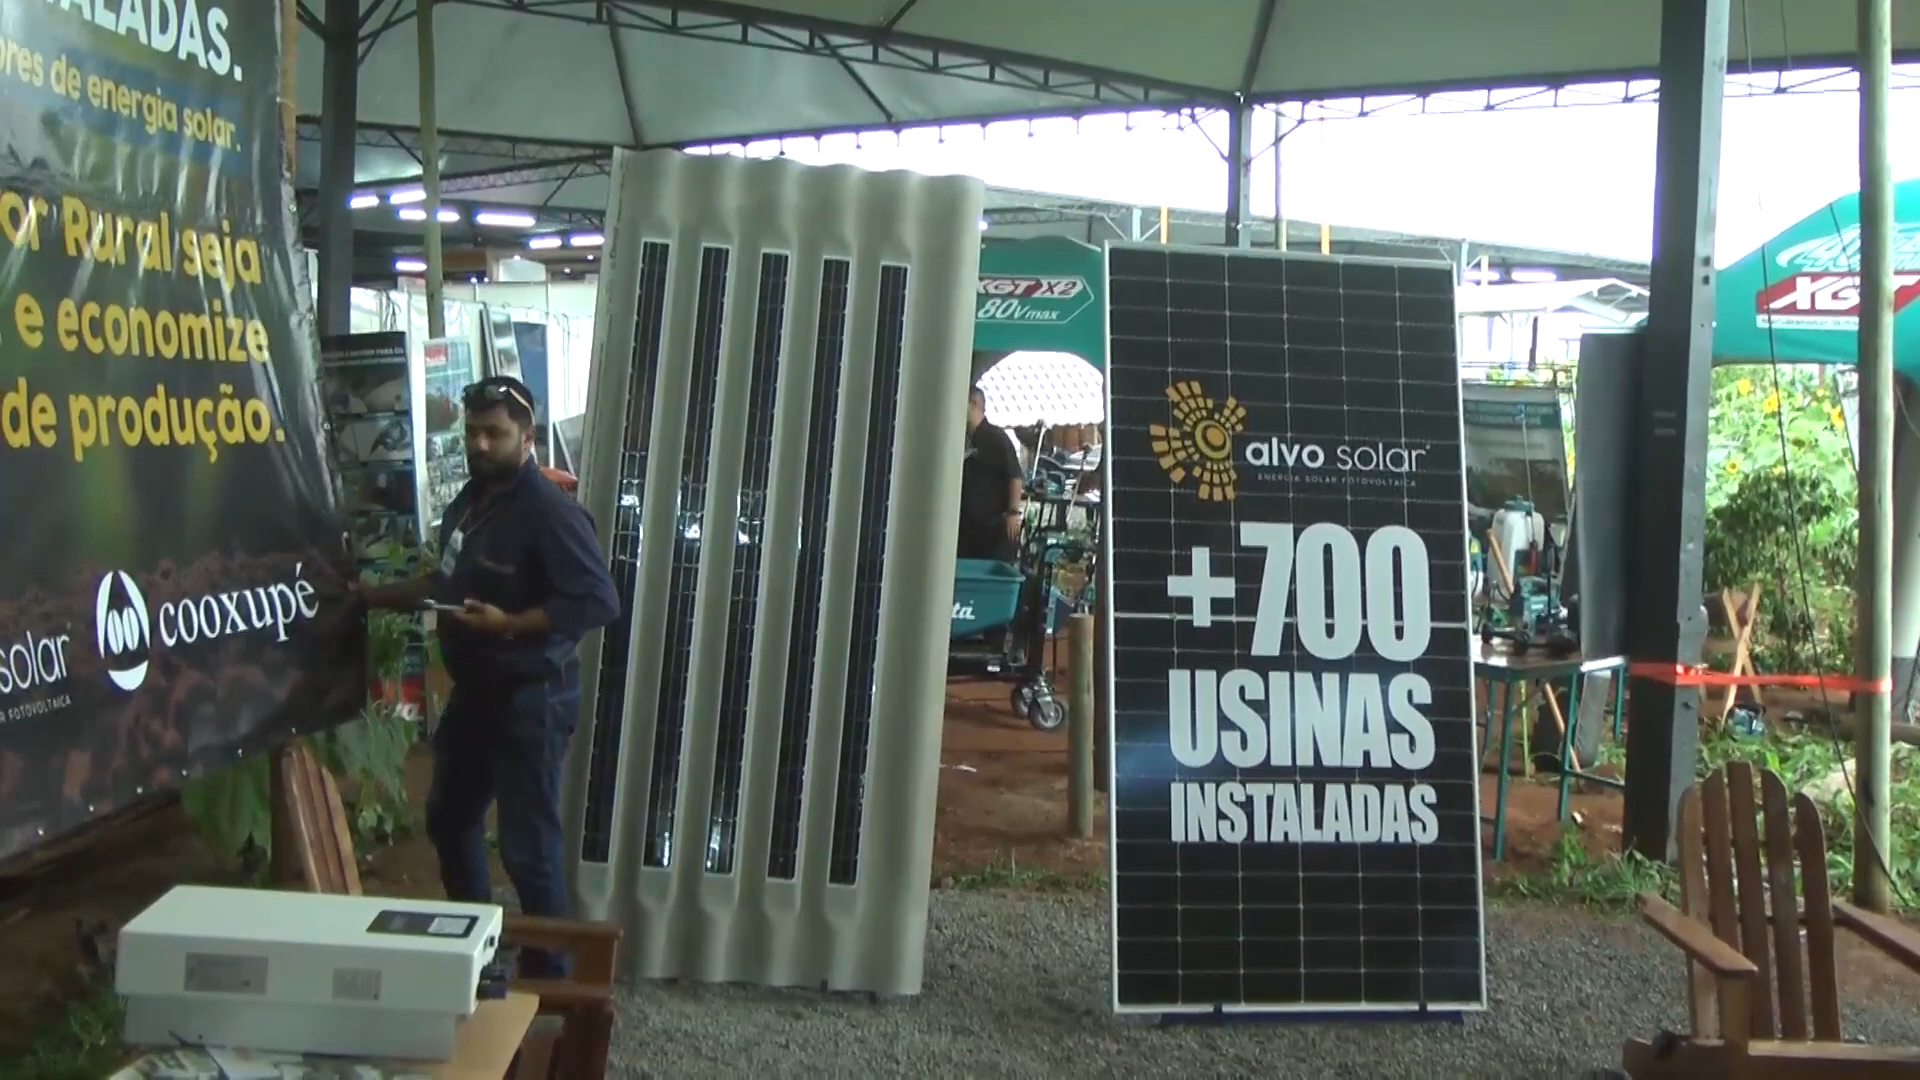 ALADAS.
ores de energia solar.
or Rural seja
e economize
de produção.
solar
R FOTOVOLTAICA
cooxupé
XGT X2
80Vmax
alvo solar
ENERGIA SOLAR FOTOVOLTAICA
+700
USINAS
INSTALADAS
XGT